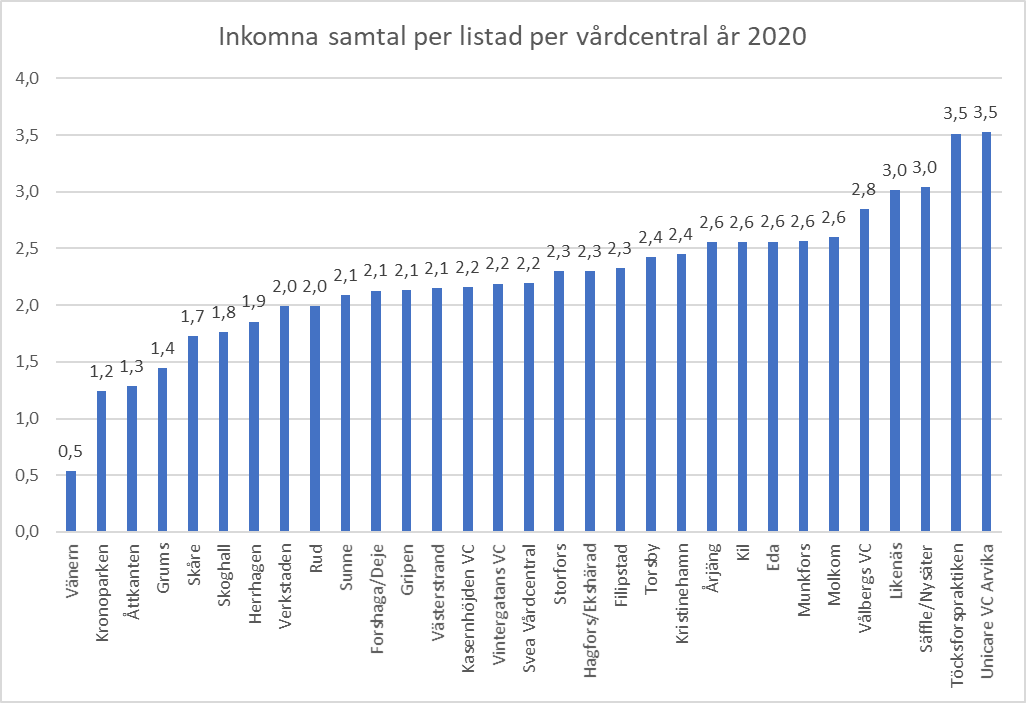 Inkomna samtal per listad per vårdcentral år 2020
4,0
3,5
3,0
2,5
2,0
1,5
1,0
0,5
0,0
0,5
1,2
1,3
1,4
1,7
1,8
1,9
2,0
2,0
2,1
2,1
2,1
2,1
2,2
2,2
2,2
2,3
2,3
2,3
2,4
2,4
2,6
2,6
2,6
2,6
2,6
2,8
3,0
3,0
3,5
3,5
Vänern
Kronoparken
Åttkanten
Grums
Skåre
Skoghall
Herrhagen
Verkstaden
Rud
Sunne
Forshaga/Deje
Gripen
Västerstrand
Kasernhöjden VC
Vintergatans VC
Svea Vårdcentral
Storfors
Hagfors/Ekshärad
Filipstad
Torsby
Kristinehamn
Årjäng
Kil
Eda
Munkfors
Molkom
Vålbergs VC
Likenäs
Säffle/Nysäter
Töcksforspraktiken
Unicare VC Arvika